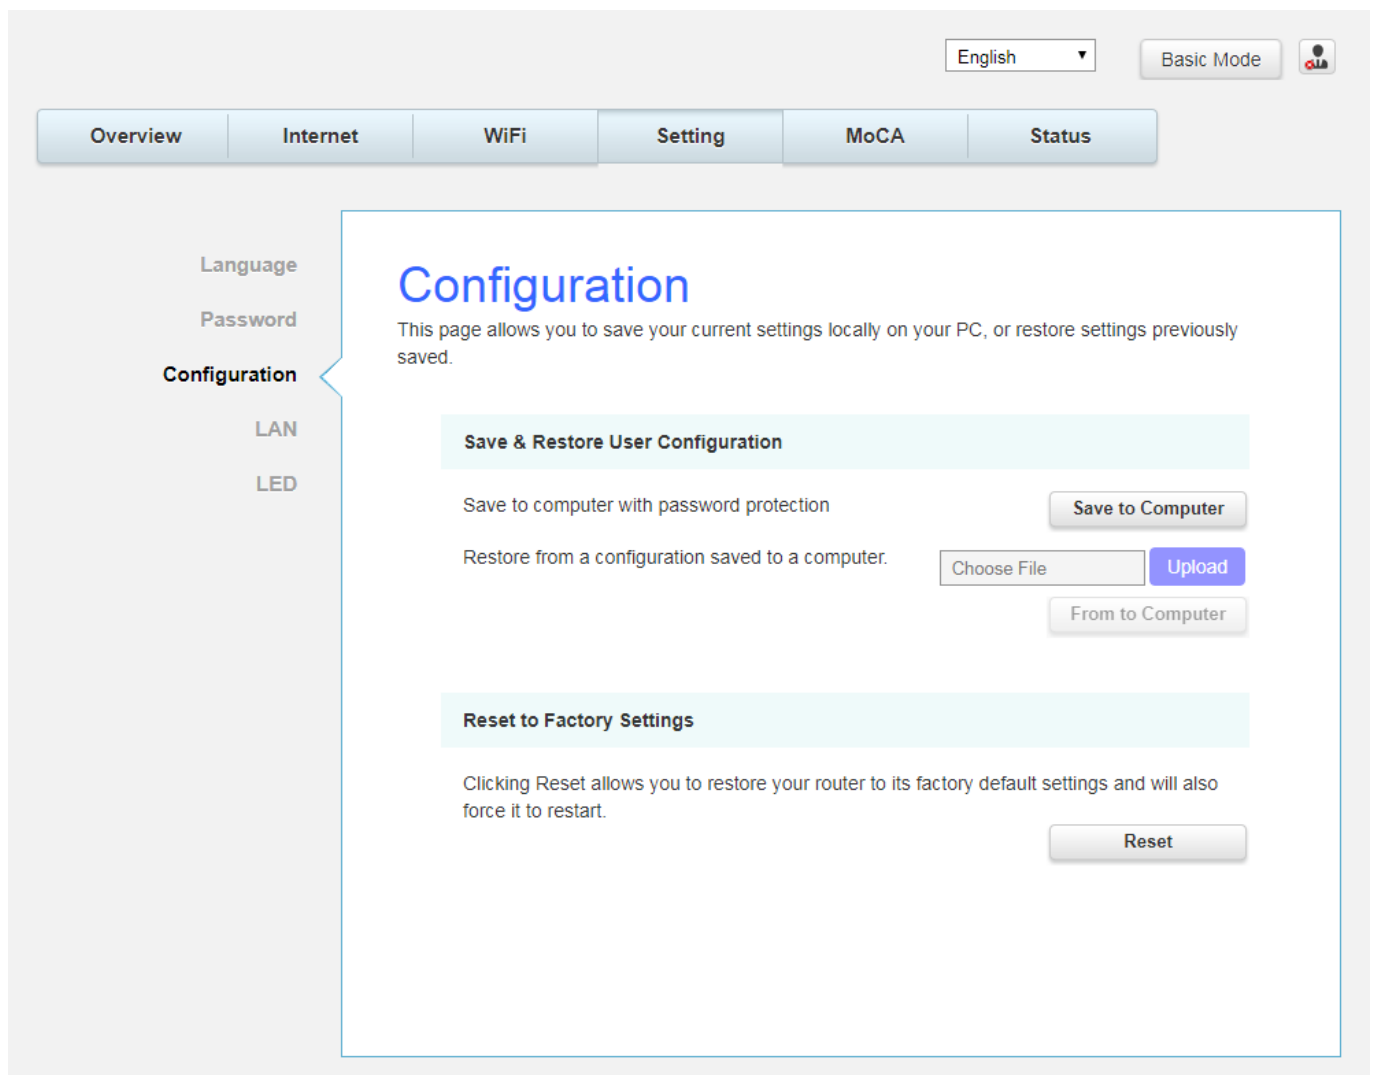 English
Basic Mode
Overview
Internet
WiFi
Setting
MoCA
Status
Language
Password
Configuration
LAN
LED
Configuration
This page allows you to save your current settings locally on your PC, or restore settings previously
saved.
Save & Restore User Configuration
Save to computer with password protection
Save to Computer
Restore from a configuration saved to a computer.
Choose File
Upload
From to Computer
Reset to Factory Settings
Clicking Reset allows you to restore your router to its factory default settings and will also
force it to restart.
Reset